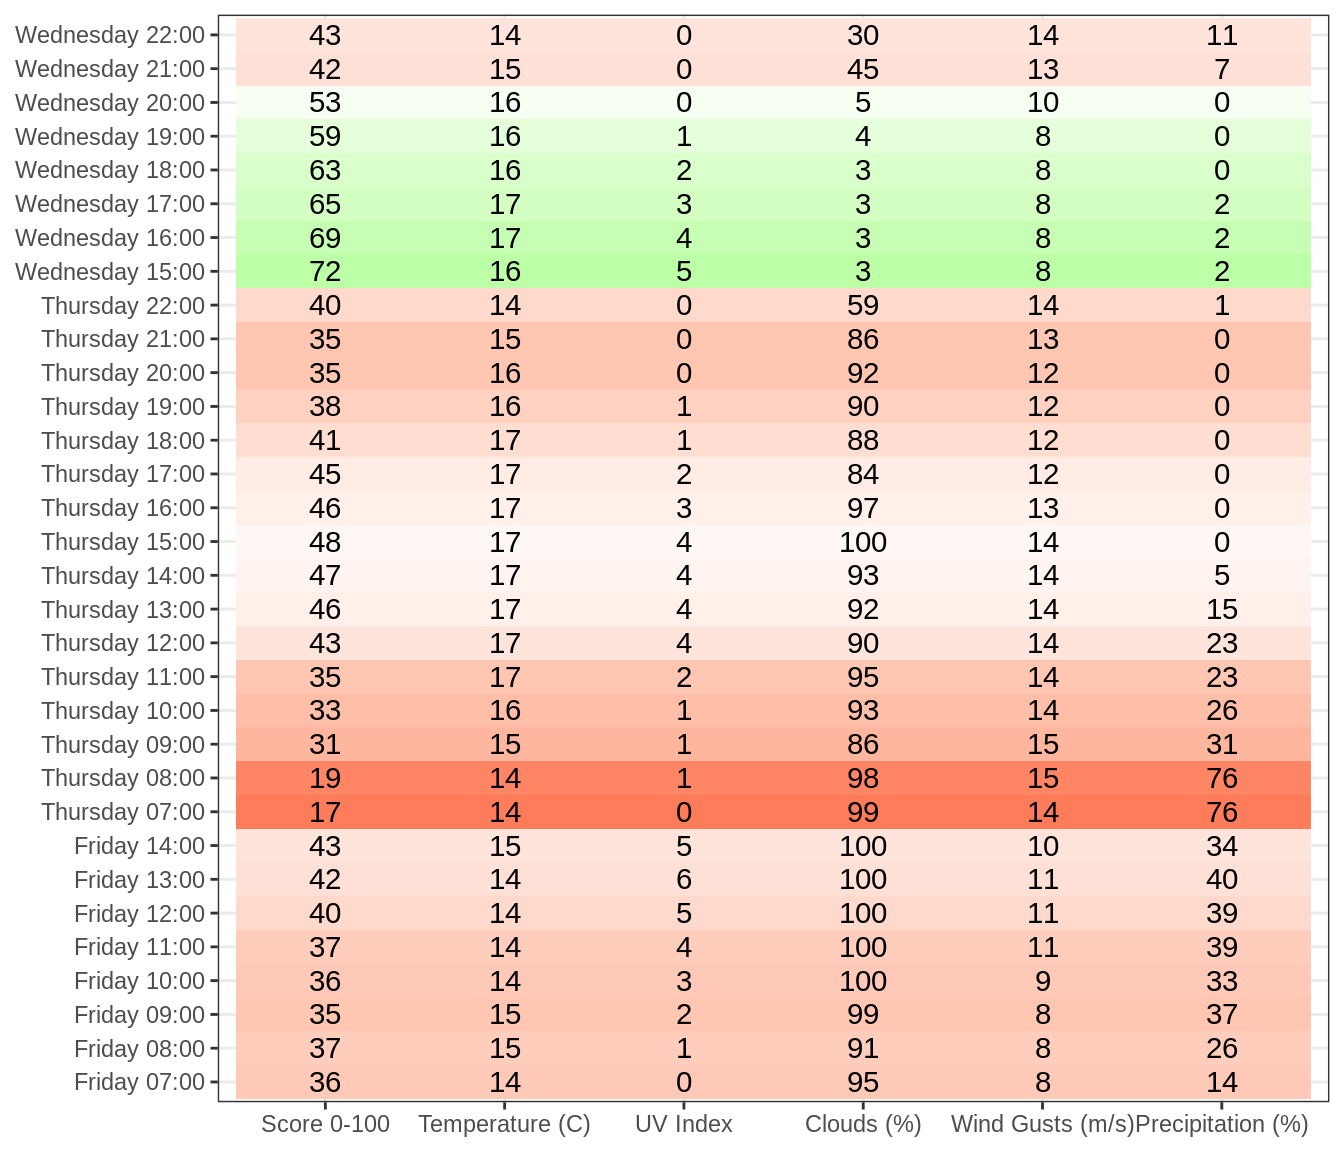 Wednesday 22:00 43 14 0 30 14 11
Wednesday 21:00 42 15 0 45 13 7
Wednesday 20:00 53 16 0 5 10 0
Wednesday 19:00 59 16 1 4 8 0
Wednesday 18:00 63 16 2 3 8 0
Wednesday 17:00 65 17 3 3 8 2
Wednesday 16:00 69 17 4 3 8 2
Wednesday 15:00 72 16 5 3 8 2
Thursday 22:00 40 14 0 59 14 1
Thursday 21:00 35 15 0 86 13 0
Thursday 20:00 35 16 0 92 12 0
Thursday 19:00 38 16 1 90 12 0
Thursday 18:00 41 17 1 88 12 0
Thursday 17:00 45 17 2 84 12 0
Thursday 16:00 46 17 3 97 13 0
Thursday 15:00 48 17 4 100 14 0
Thursday 14:00 47 17 4 93 14 5
Thursday 13:00 46 17 4 92 14 15
Thursday 12:00 43 17 4 90 14 23
Thursday 11:00 35 17 2 95 14 23
Thursday 10:00 33 16 1 93 14 26
Thursday 09:00 31 15 1 86 15 31
Thursday 08:00 19 14 1 98 15 76
Thursday 07:00 17 14 0 99 14 76
Friday 14:00 43 15 5 100 10 34
Friday 13:00 42 14 6 100 11 40
Friday 12:00 40 14 5 100 11 39
Friday 11:00 37 14 4 100 11 39
Friday 10:00 36 14 3 100 9 33
Friday 09:00 35 15 2 99 8 37
Friday 08:00 37 15 1 91 8 26
Friday 07:00 36 14 0 95 8 14
Score 0-100 Temperature (C) UV Index Clouds (%) Wind Gusts (m/s) Precipitation (%)